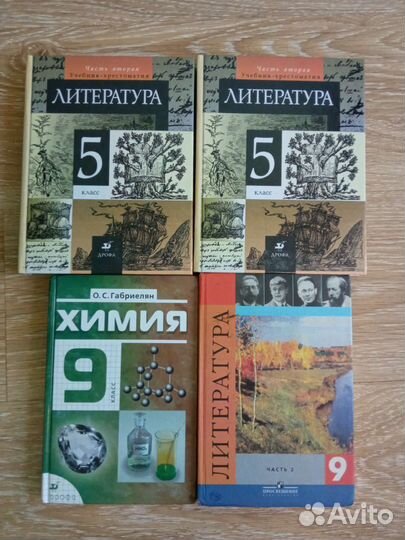 Часть вторая
Учебник-хрестоматия
ЛИТЕРАТУРА
5
класс
ДРОФА
Часть вторая
Учебник-хрестоматия
ЛИТЕРАТУРА
5
класс
ДРОФА
О. С. Габриелян
ХИМИЯ
9
КЛАСС
ДРОФА
ЛИТЕРАТУРА
ЧАСТЬ 2
9
ПРОСВЕЩЕНИЕ
Avito